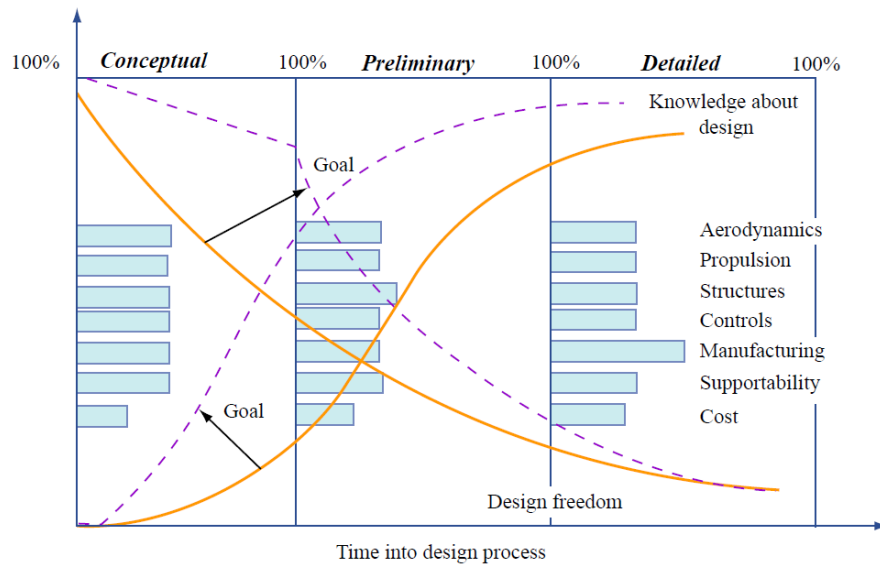 Conceptual
Preliminary
Detailed
100%
100%
100%
100%
Knowledge about
design
Goal
Aerodynamics
Propulsion
Structures
Controls
Manufacturing
Supportability
Goal
Cost
Design freedom
Time into design process